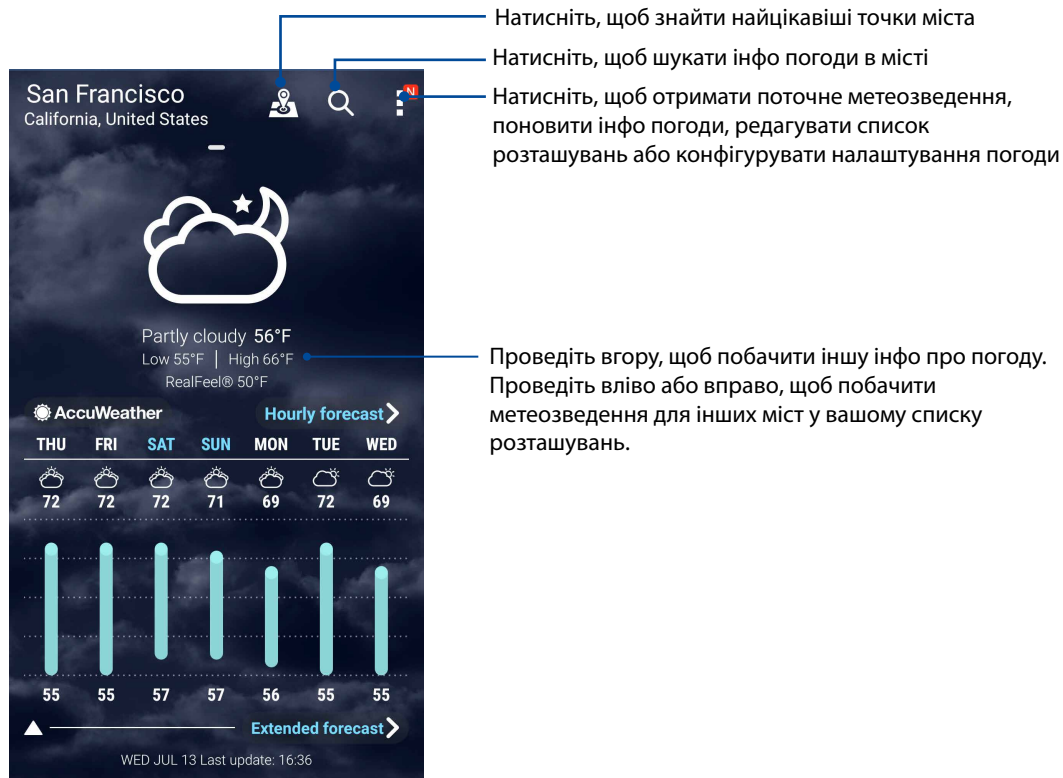 Натисніть, щоб знайти найцікавіші точки міста
Натисніть, щоб шукати інфо погоди в місті
Натисніть, щоб отримати поточне метеозведення,
поновити інфо погоди, редагувати список
розташувань або конфігурувати налаштування погоди
San Francisco
California, United States
N
Partly cloudy 56°F
Low 55°F | High 66°F
RealFeel® 50°F
Проведіть вгору, щоб побачити іншу інфо про погоду.
Проведіть вліво або вправо, щоб побачити
метеозведення для інших міст у вашому списку
розташувань.
AccuWeather Hourly forecast
THU FRI SAT SUN MON TUE WED
72 72 72 71 69 72 69
55 55 57 57 56 55 55
Extended forecast
WED JUL 13 Last update: 16:36